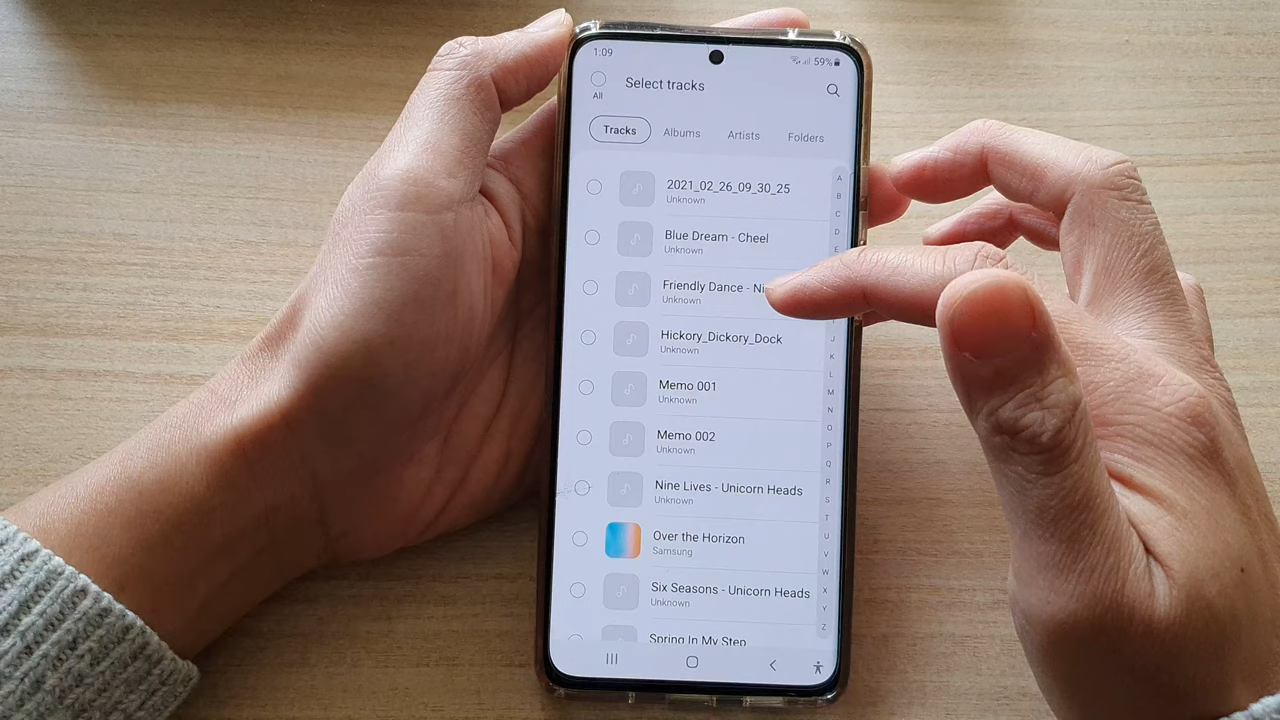 1:09
59%
All
Select tracks
Tracks
Albums
Artists
Folders
2021_02_26_09_30_25
Unknown
Blue Dream - Cheel
Unknown
Friendly Dance -
Unknown
Hickory_Dickory_Dock
Unknown
Memo 001
Unknown
Memo 002
Unknown
Nine Lives - Unicorn Heads
Unknown
Over the Horizon
Samsung
Six Seasons - Unicorn Heads
Unknown
Spring In My Step
A
B
C
D
E
J
K
L
M
N
O
P
Q
R
S
T
U
V
W
X
Y
Z